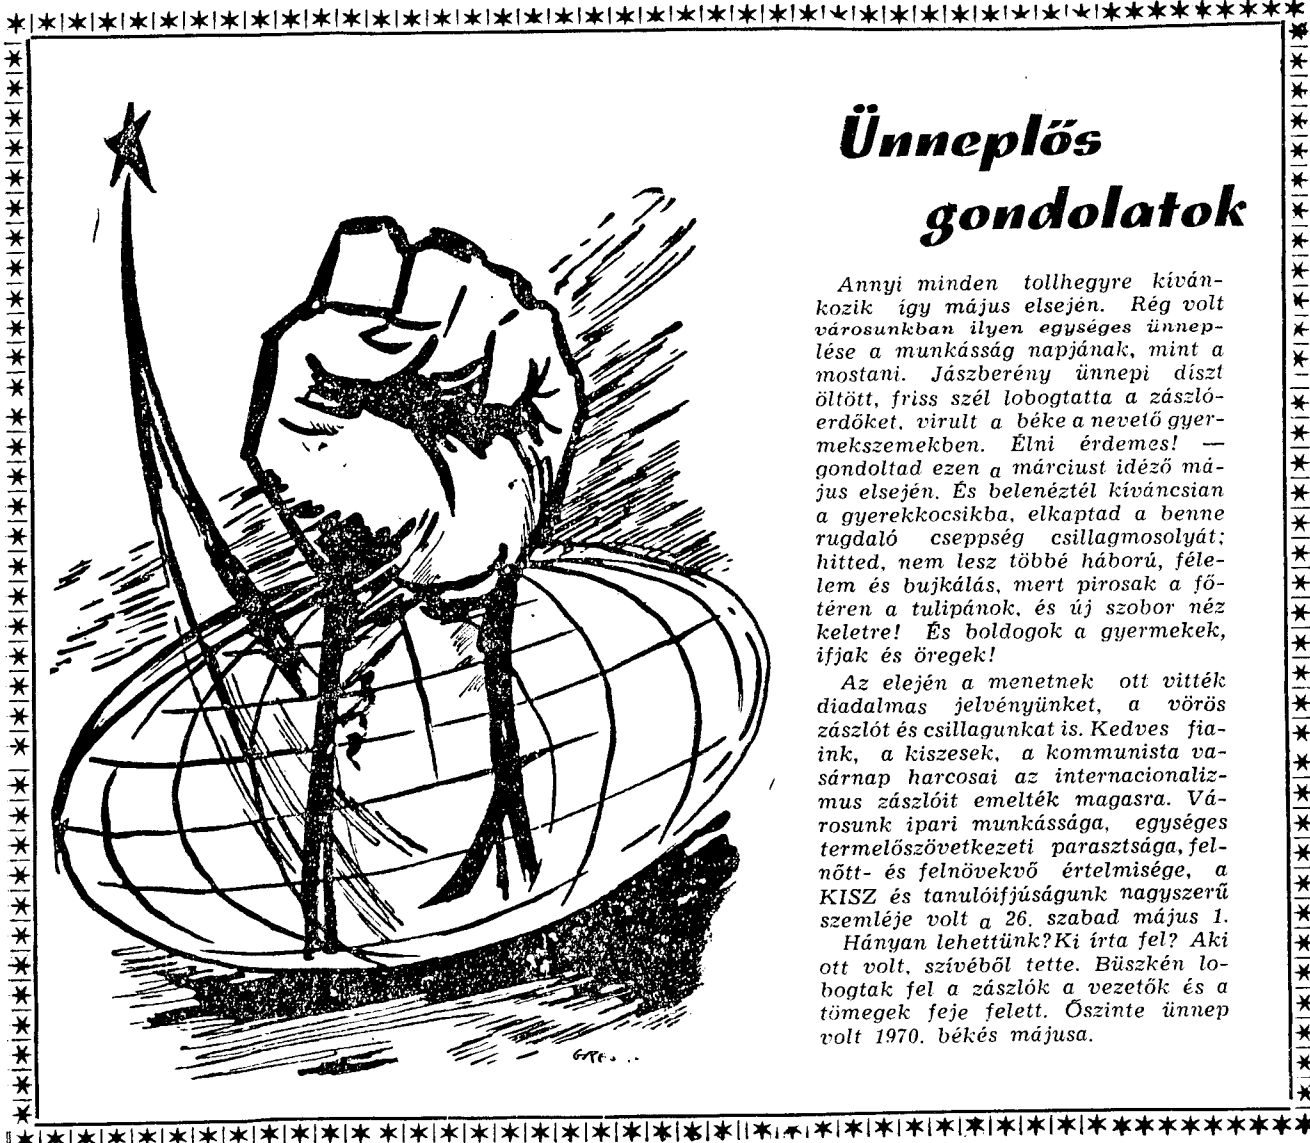 Ünneplős
gondolatok
Annyi minden tollhegyre kíván-
kozik így május elsején. Rég volt
városunkban ilyen egységes ünnep-
lése a munkásság napjának, mint a
mostani. Jászberény ünnepi díszt
öltött, friss szél lobogtatta a zászló-
erdőket, virult a béke a nevető gyer-
mekszemekben. Élni érdemes! —
gondoltad ezen a márciust idéző má-
jus elsején. És belenéztél kíváncsian
a gyerekkocsikba, elkaptad a benne
rugdaló cseppség csillagmosolyát;
hitted, nem lesz többé háború, féle-
lem és bujkálás, mert pirosak a fő-
téren a tulipánok, és új szobor néz
keletre! És boldogok a gyermekek,
ifjak és öregek!
Az elején a menetnek ott vitték
diadalmas jelvényünket, a vörös
zászlót és csillagunkat is. Kedves fia-
ink, a kiszesek, a kommunista va-
sárnap harcosai az internacionaliz-
mus zászlóit emelték magasra. Vá-
rosunk ipari munkássága, egységes
termelőszövetkezeti parasztsága, fel-
nőtt- és felnövekvő értelmisége, a
KISZ és tanulóifjúságunk nagyszerű
szemléje volt a 26. szabad május 1.
Hányan lehettünk? Ki írta fel? Aki
ott volt, szívéből tette. Büszkén lo-
bogtak fel a zászlók a vezetők és a
tömegek feje felett. Őszinte ünnep
volt 1970. békés májusa.